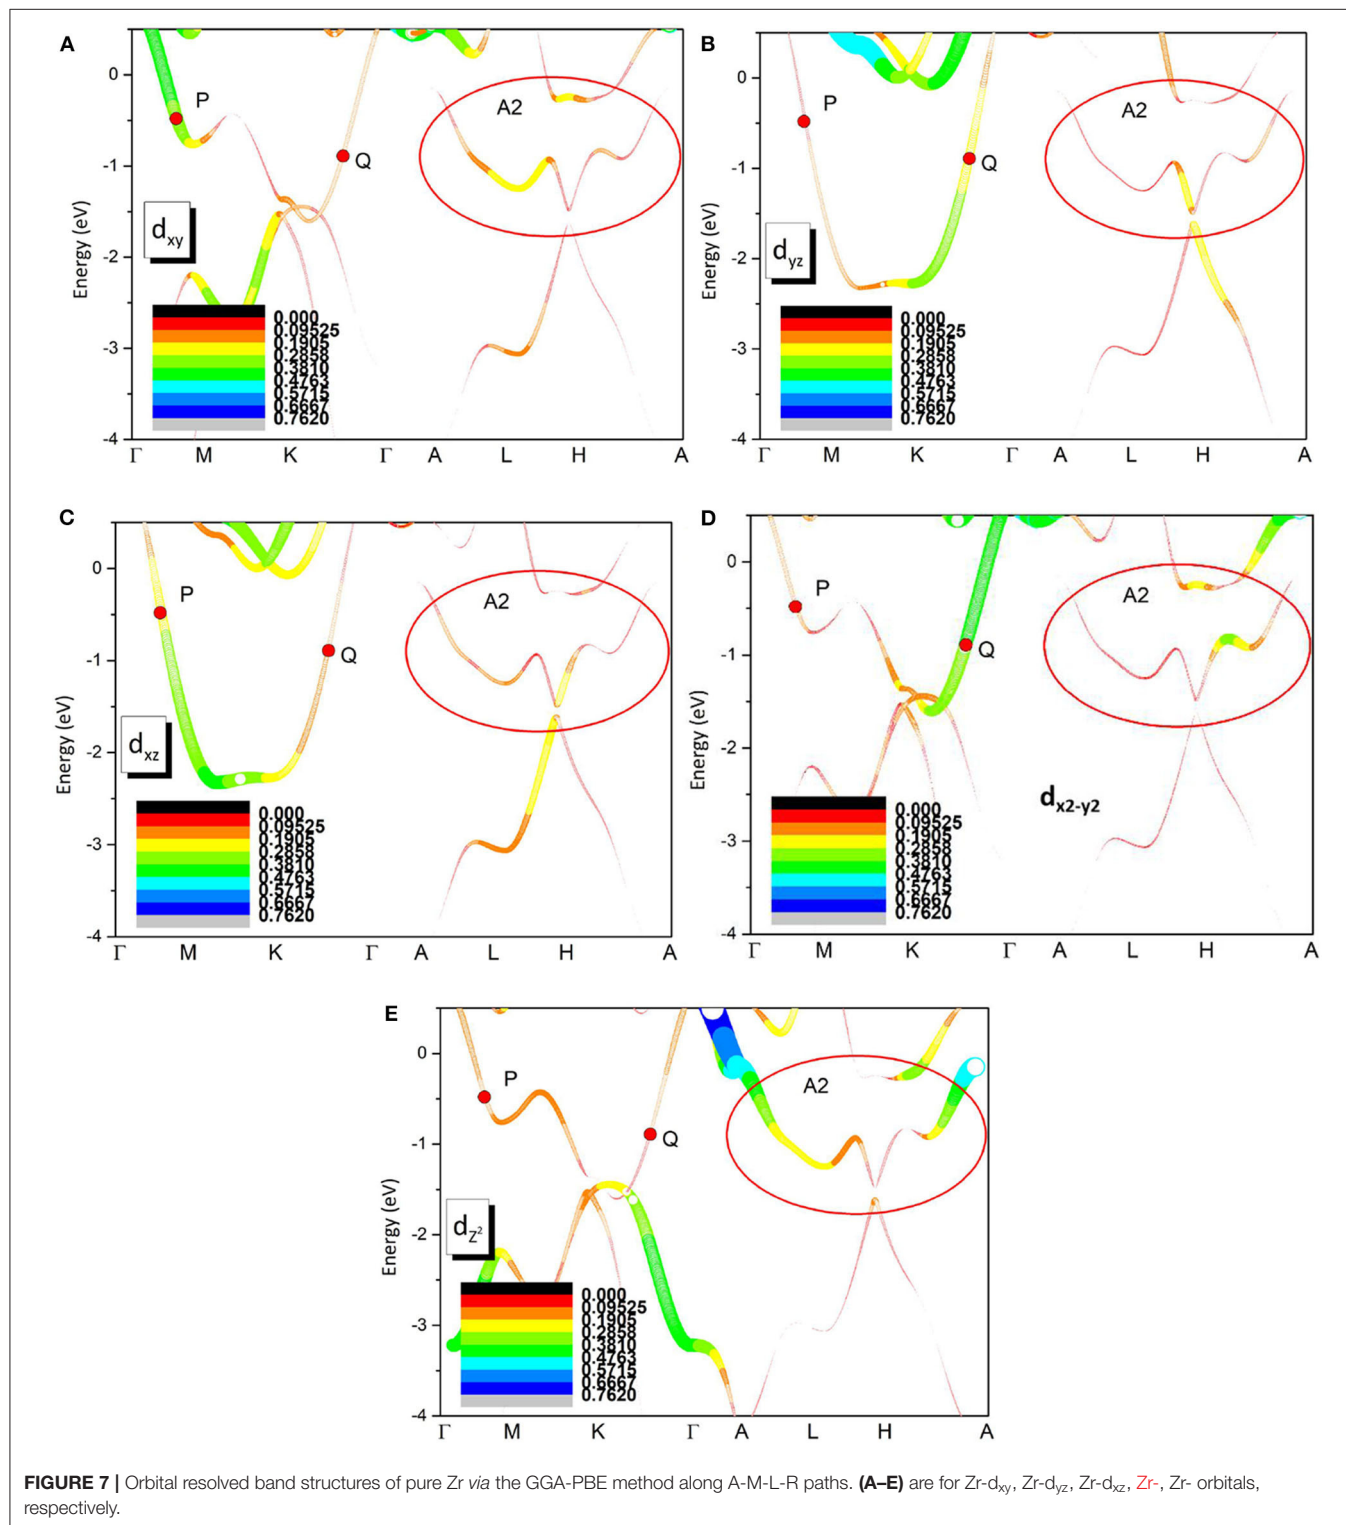 A
0
P
A2
-1
Q
Energy (eV)
dxy
-2
-3
-4
0.000
0.09525
0.1905
0.2858
0.3810
0.4763
0.5715
0.6667
0.7620
Γ M K Γ A L H A
B
0
P
A2
-1
Q
Energy (eV)
dyz
-2
-3
-4
0.000
0.09525
0.1905
0.2858
0.3810
0.4763
0.5715
0.6667
0.7620
Γ M K Γ A L H A
C
0
P
A2
-1
Q
Energy (eV)
dxz
-2
-3
-4
0.000
0.09525
0.1905
0.2858
0.3810
0.4763
0.5715
0.6667
0.7620
Γ M K Γ A L H A
D
0
P
A2
-1
Q
Energy (eV)
-2
dx2-y2
-3
-4
0.000
0.09525
0.1905
0.2858
0.3810
0.4763
0.5715
0.6667
0.7620
Γ M K Γ A L H A
E
0
P
A2
-1
Q
Energy (eV)
dZ²
-2
-3
-4
0.000
0.09525
0.1905
0.2858
0.3810
0.4763
0.5715
0.6667
0.7620
Γ M K Γ A L H A
FIGURE 7 | Orbital resolved band structures of pure Zr via the GGA-PBE method along A-M-L-R paths. (A–E) are for Zr-dxy, Zr-dyz, Zr-dxz, Zr-, Zr- orbitals,
respectively.